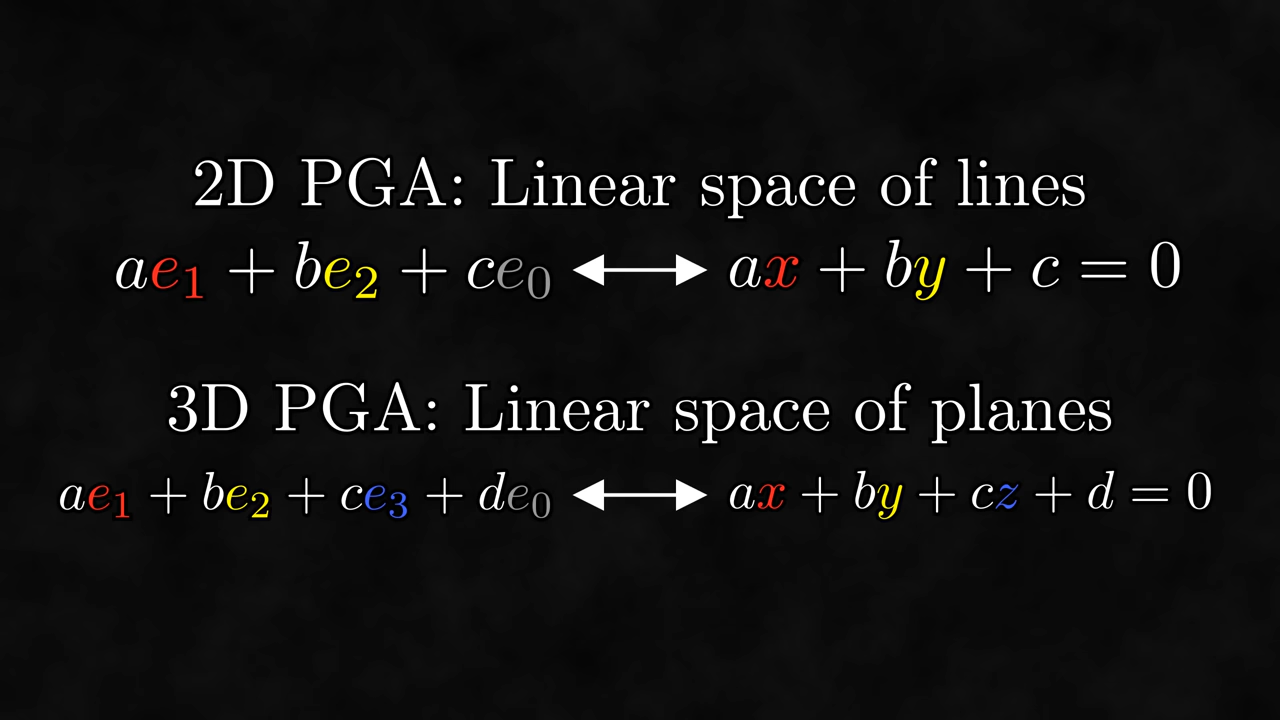 2D PGA: Linear space of lines
ae₁ + be₂ + ce₀ ⟷ ax + by + c = 0
3D PGA: Linear space of planes
ae₁ + be₂ + ce₃ + de₀ ⟷ ax + by + cz + d = 0